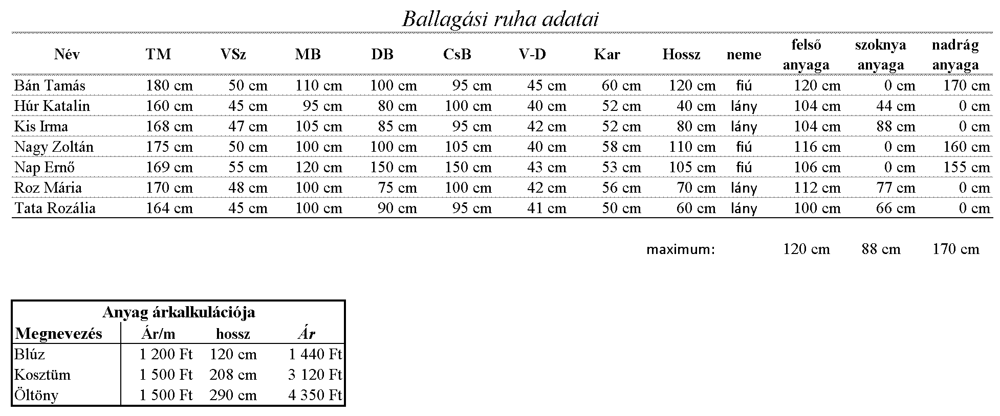 Ballagási ruha adatai
Név TM VSz MB DB CsB V-D Kar Hossz neme felső anyaga szoknya anyaga nadrág anyaga
Bán Tamás 180 cm 50 cm 110 cm 100 cm 95 cm 45 cm 60 cm 120 cm fiú 120 cm 0 cm 170 cm
Húr Katalin 160 cm 45 cm 95 cm 80 cm 100 cm 40 cm 52 cm 40 cm lány 104 cm 44 cm 0 cm
Kis Irma 168 cm 47 cm 105 cm 85 cm 95 cm 42 cm 52 cm 80 cm lány 104 cm 88 cm 0 cm
Nagy Zoltán 175 cm 50 cm 100 cm 100 cm 105 cm 40 cm 58 cm 110 cm fiú 116 cm 0 cm 160 cm
Nap Ernő 169 cm 55 cm 120 cm 150 cm 150 cm 43 cm 53 cm 105 cm fiú 106 cm 0 cm 155 cm
Roz Mária 170 cm 48 cm 100 cm 75 cm 100 cm 42 cm 56 cm 70 cm lány 112 cm 77 cm 0 cm
Tata Rozália 164 cm 45 cm 100 cm 90 cm 95 cm 41 cm 50 cm 60 cm lány 100 cm 66 cm 0 cm
maximum: 120 cm 88 cm 170 cm
Anyag árkalkulációja
Megnevezés Ár/m hossz Ár
Blúz 1 200 Ft 120 cm 1 440 Ft
Kosztüm 1 500 Ft 208 cm 3 120 Ft
Öltöny 1 500 Ft 290 cm 4 350 Ft